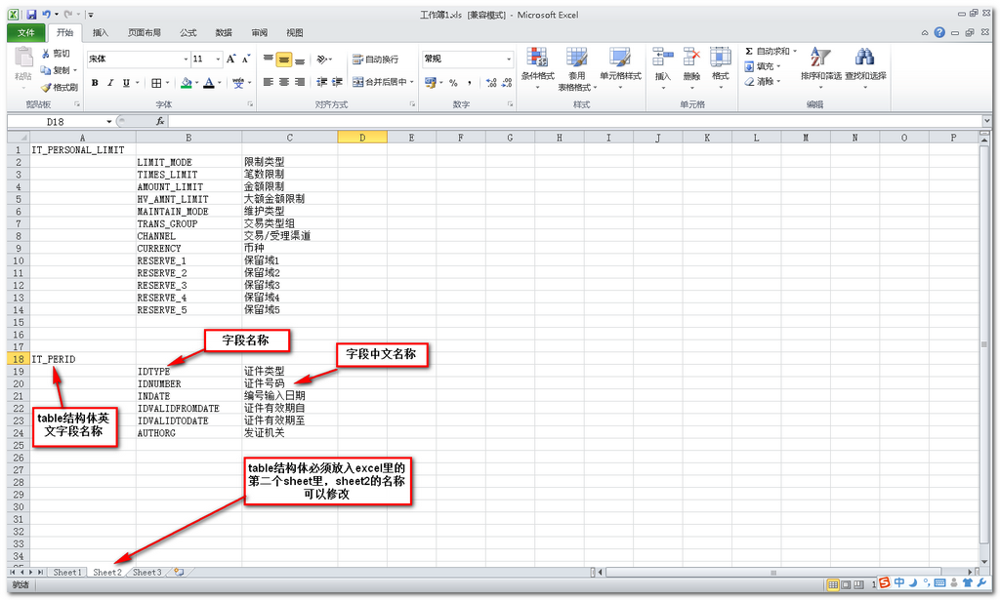 工作簿1.xls [兼容模式] - Microsoft Excel
文件 开始 插入 页面布局 公式 数据 审阅 视图
粘贴 剪切 复制 格式刷 剪贴板
宋体 11 B I U 字体
自动换行 合并后居中 对齐方式
常规 % , 数字
条件格式 套用表格格式 单元格样式 样式
插入 删除 格式 单元格
Σ 自动求和 填充 清除 排序和筛选 查找和选择 编辑
D18 fx
A B C D E F G H I J K L M N O P
1 IT_PERSONAL_LIMIT
2 LIMIT_MODE 限制类型
3 TIMES_LIMIT 笔数限制
4 AMOUNT_LIMIT 金额限制
5 HV_AMNT_LIMIT 大额金额限制
6 MAINTAIN_MODE 维护类型
7 TRANS_GROUP 交易类型组
8 CHANNEL 交易/受理渠道
9 CURRENCY 币种
10 RESERVE_1 保留域1
11 RESERVE_2 保留域2
12 RESERVE_3 保留域3
13 RESERVE_4 保留域4
14 RESERVE_5 保留域5
15
16
17
字段名称
字段中文名称
18 IT_PERID
19 IDTYPE 证件类型
20 IDNUMBER 证件号码
21 INDATE 编号输入日期
22 IDVALIDFROMDATE 证件有效期自
23 IDVALIDTODATE 证件有效期至
24 AUTHORG 发证机关
table结构体英
文字段名称
25
26
27
28
29
30
31
32
33
34
table结构体必须放入excel里的
第二个sheet里，sheet2的名称
可以修改
Sheet1 Sheet2 Sheet3
就绪 1 中